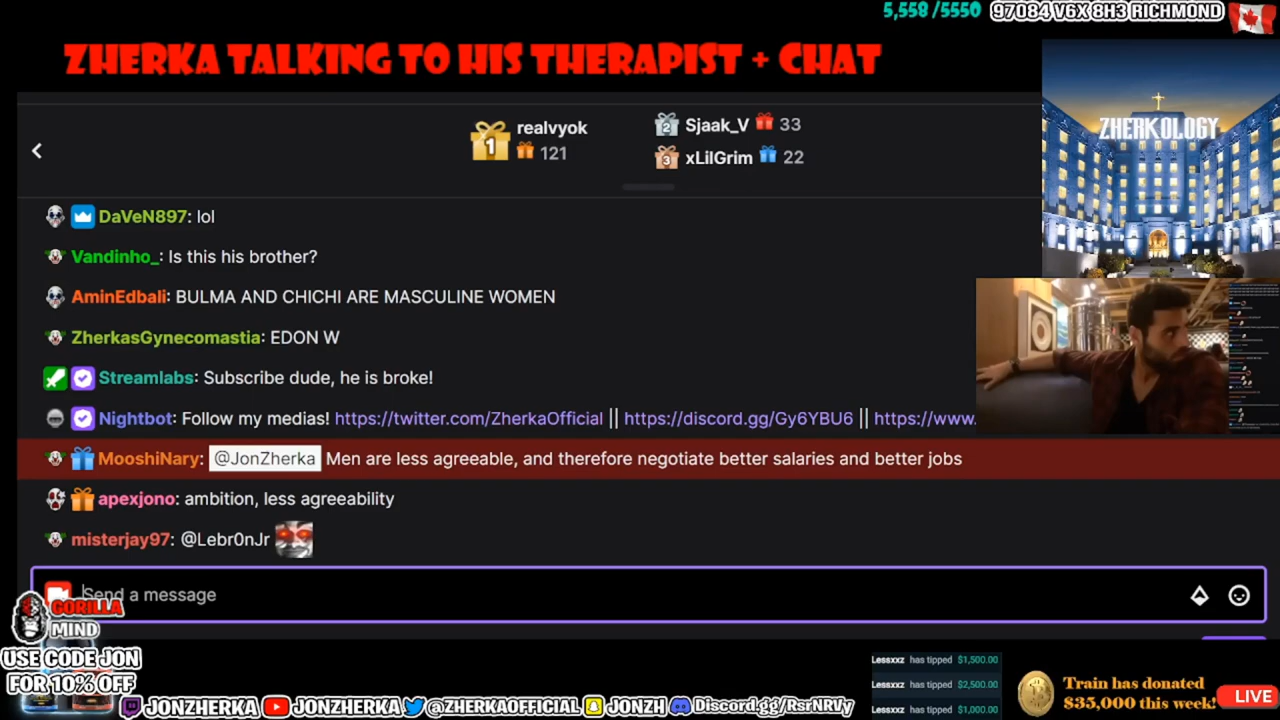 5,558 /5550
97084 V6X 8H3 RICHMOND
ZHERKA TALKING TO HIS THERAPIST + CHAT
1
realvyok
121
2
Sjaak_V
33
3
xLilGrim
22
ZHERKOLOGY
DaVeN897: lol
Vandinho_: Is this his brother?
AminEdbali: BULMA AND CHICHI ARE MASCULINE WOMEN
ZherkasGynecomastia: EDON W
Streamlabs: Subscribe dude, he is broke!
Nightbot: Follow my medias! https://twitter.com/ZherkaOfficial || https://discord.gg/Gy6YBU6 || https://www.
MooshiNary: @JonZherka Men are less agreeable, and therefore negotiate better salaries and better jobs
apexjono: ambition, less agreeability
misterjay97: @Lebr0nJr
Send a message
GORILLA
MIND
USE CODE JON
FOR 10% OFF
JONZHERKA
JONZHERKA
@ZHERKAOFFICIAL
JONZH
Discord.gg/RsrNRVy
Lessxxz has tipped $1,500.00
Lessxxz has tipped $2,500.00
Lessxxz has tipped $1,000.00
Train has donated
$35,000 this week!
LIVE